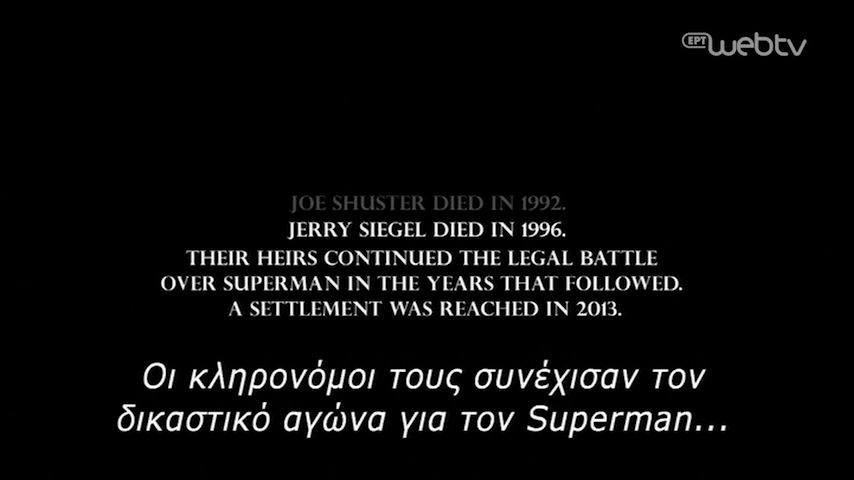 ΕΡΤ webtv
JOE SHUSTER DIED IN 1992.
JERRY SIEGEL DIED IN 1996.
THEIR HEIRS CONTINUED THE LEGAL BATTLE
OVER SUPERMAN IN THE YEARS THAT FOLLOWED.
A SETTLEMENT WAS REACHED IN 2013.
Οι κληρονόμοι τους συνέχισαν τον
δικαστικό αγώνα για τον Superman...